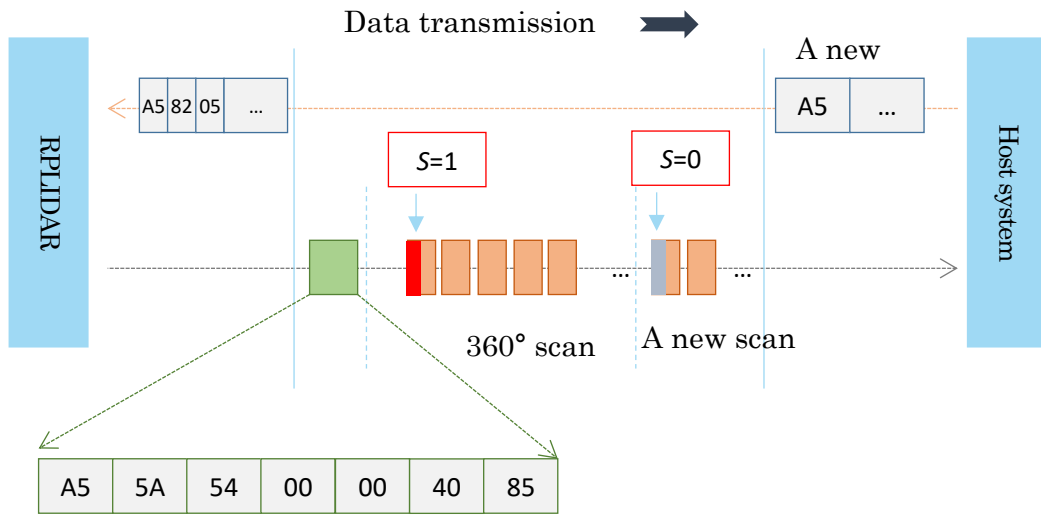 Data transmission
A new
RPLIDAR
A5 82 05 ...
A5 ...
Host system
S=1
S=0
... ...
360° scan
A new scan
A5 5A 54 00 00 40 85